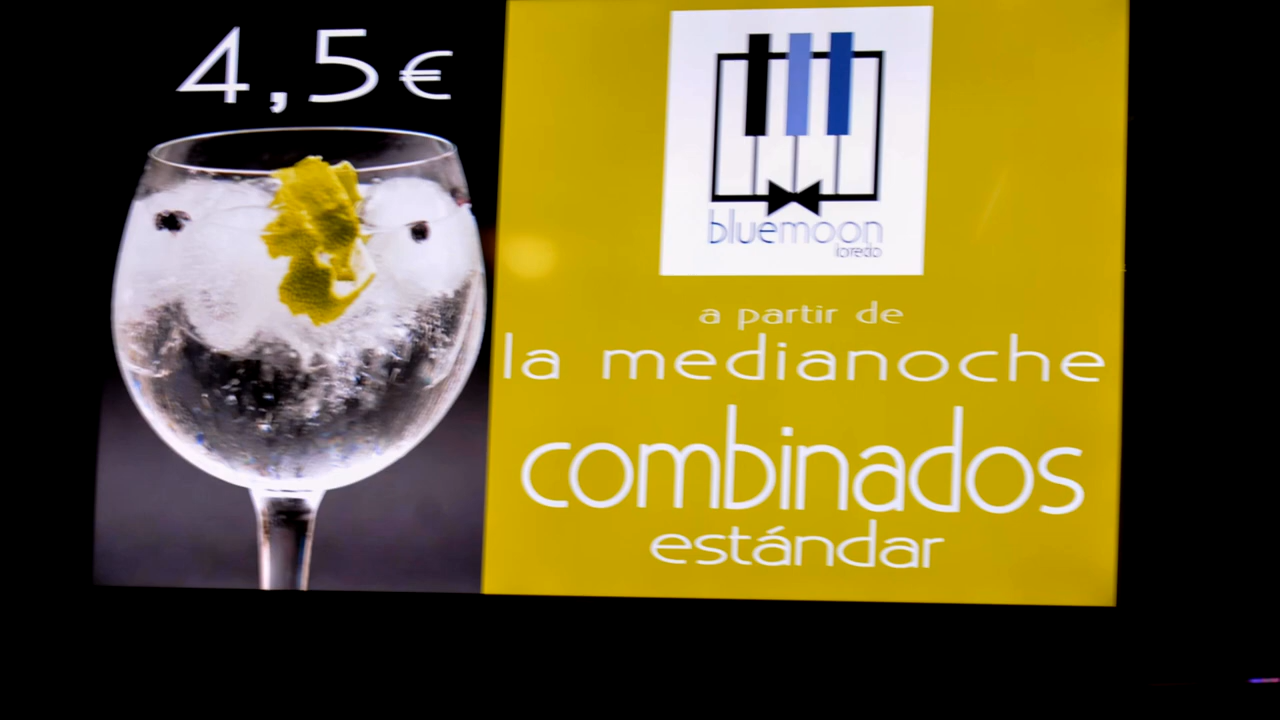 4,5€
bluemoon
loredo
a partir de
la medianoche
combinados
estándar